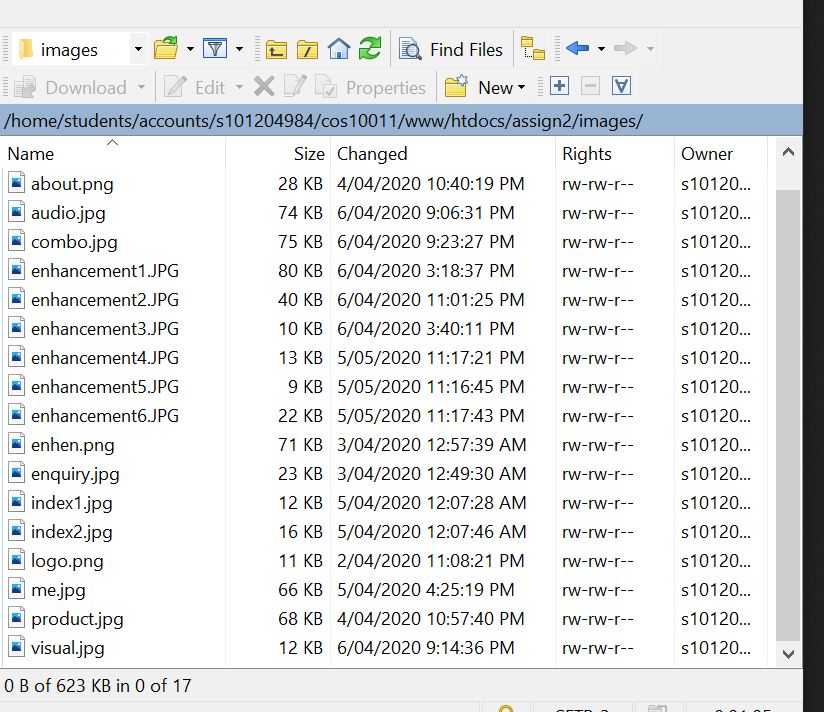 images Find Files
Download Edit Properties New
/home/students/accounts/s101204984/cos10011/www/htdocs/assign2/images/
Name Size Changed Rights Owner
about.png 28 KB 4/04/2020 10:40:19 PM rw-rw-r-- s10120...
audio.jpg 74 KB 6/04/2020 9:06:31 PM rw-rw-r-- s10120...
combo.jpg 75 KB 6/04/2020 9:23:27 PM rw-rw-r-- s10120...
enhancement1.JPG 80 KB 6/04/2020 3:18:37 PM rw-rw-r-- s10120...
enhancement2.JPG 40 KB 6/04/2020 11:01:25 PM rw-rw-r-- s10120...
enhancement3.JPG 10 KB 6/04/2020 3:40:11 PM rw-rw-r-- s10120...
enhancement4.JPG 13 KB 5/05/2020 11:17:21 PM rw-rw-r-- s10120...
enhancement5.JPG 9 KB 5/05/2020 11:16:45 PM rw-rw-r-- s10120...
enhancement6.JPG 22 KB 5/05/2020 11:17:43 PM rw-rw-r-- s10120...
enhen.png 71 KB 3/04/2020 12:57:39 AM rw-rw-r-- s10120...
enquiry.jpg 23 KB 3/04/2020 12:49:30 AM rw-rw-r-- s10120...
index1.jpg 12 KB 5/04/2020 12:07:28 AM rw-rw-r-- s10120...
index2.jpg 16 KB 5/04/2020 12:07:46 AM rw-rw-r-- s10120...
logo.png 11 KB 2/04/2020 11:08:21 PM rw-rw-r-- s10120...
me.jpg 66 KB 5/04/2020 4:25:19 PM rw-rw-r-- s10120...
product.jpg 68 KB 4/04/2020 10:57:40 PM rw-rw-r-- s10120...
visual.jpg 12 KB 6/04/2020 9:14:36 PM rw-rw-r-- s10120...
0 B of 623 KB in 0 of 17